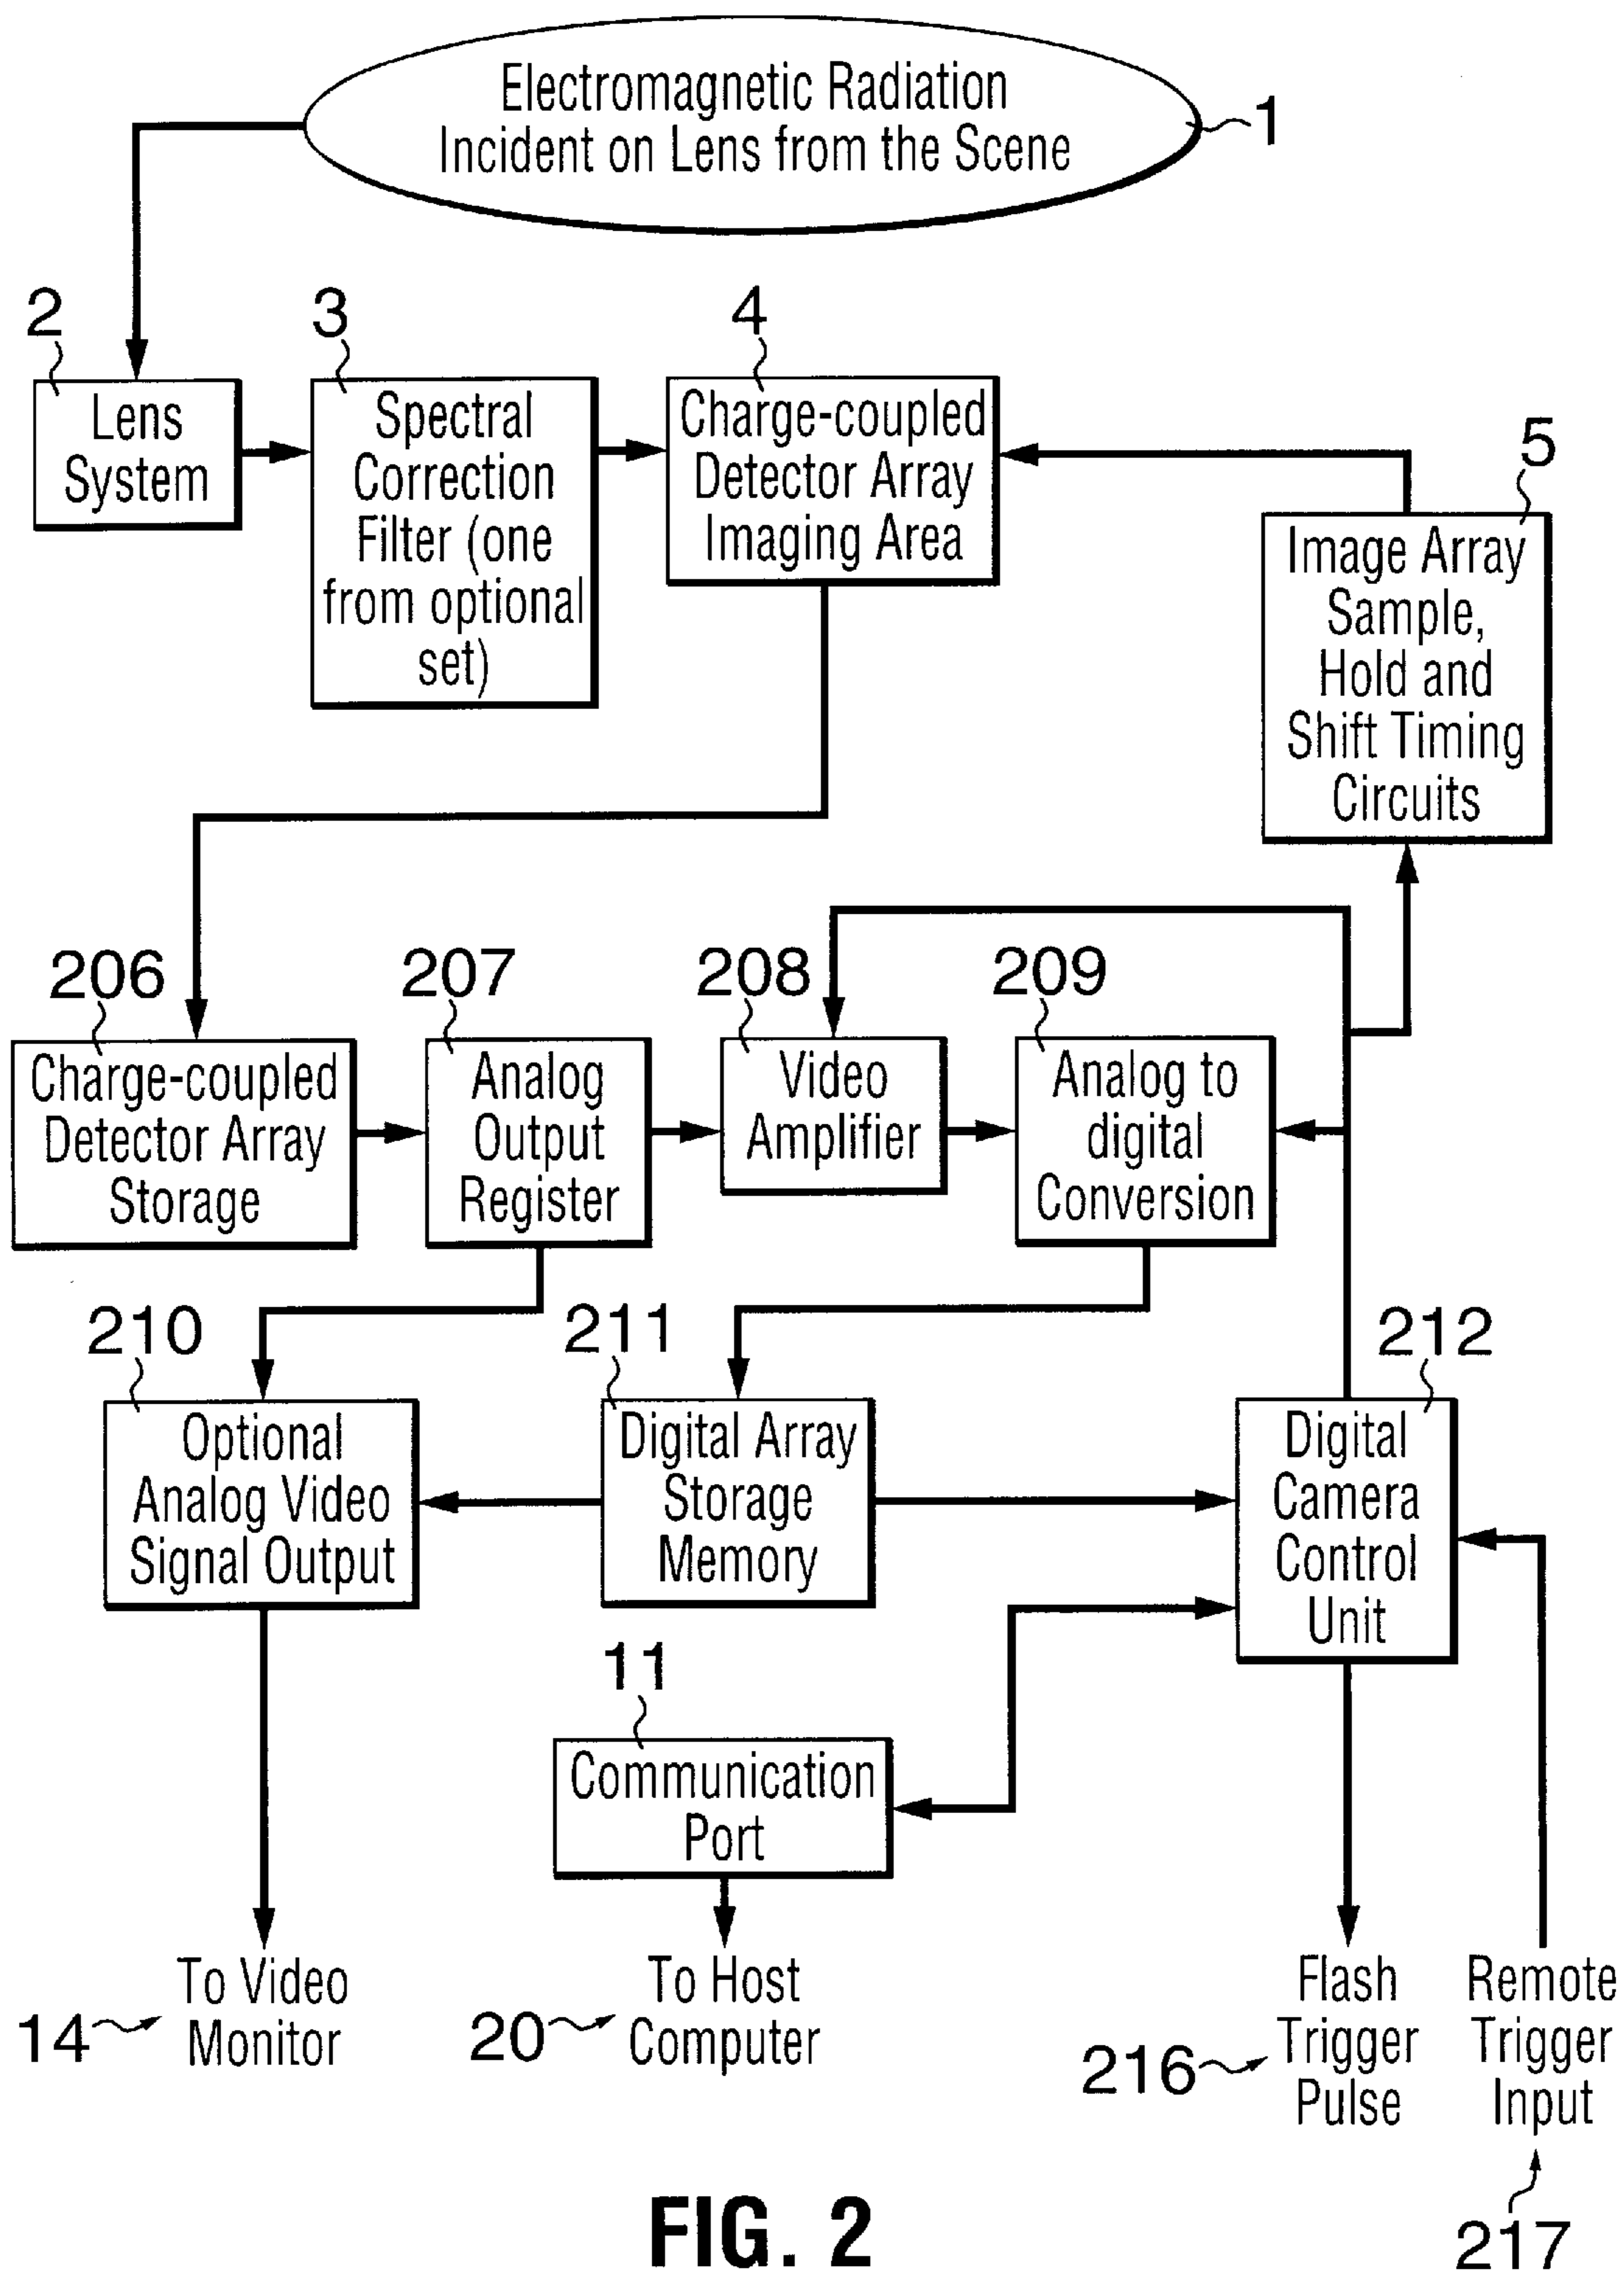 Electromagnetic Radiation
Incident on Lens from the Scene
1
2
Lens
System
3
Spectral
Correction
Filter (one
from optional
set)
4
Charge-coupled
Detector Array
Imaging Area
5
Image Array
Sample,
Hold and
Shift Timing
Circuits
206
Charge-coupled
Detector Array
Storage
207
Analog
Output
Register
208
Video
Amplifier
209
Analog to
digital
Conversion
210
Optional
Analog Video
Signal Output
211
Digital Array
Storage
Memory
212
Digital
Camera
Control
Unit
11
Communication
Port
14
To Video
Monitor
20
To Host
Computer
216
Flash
Trigger
Pulse
Remote
Trigger
Input
217
FIG. 2